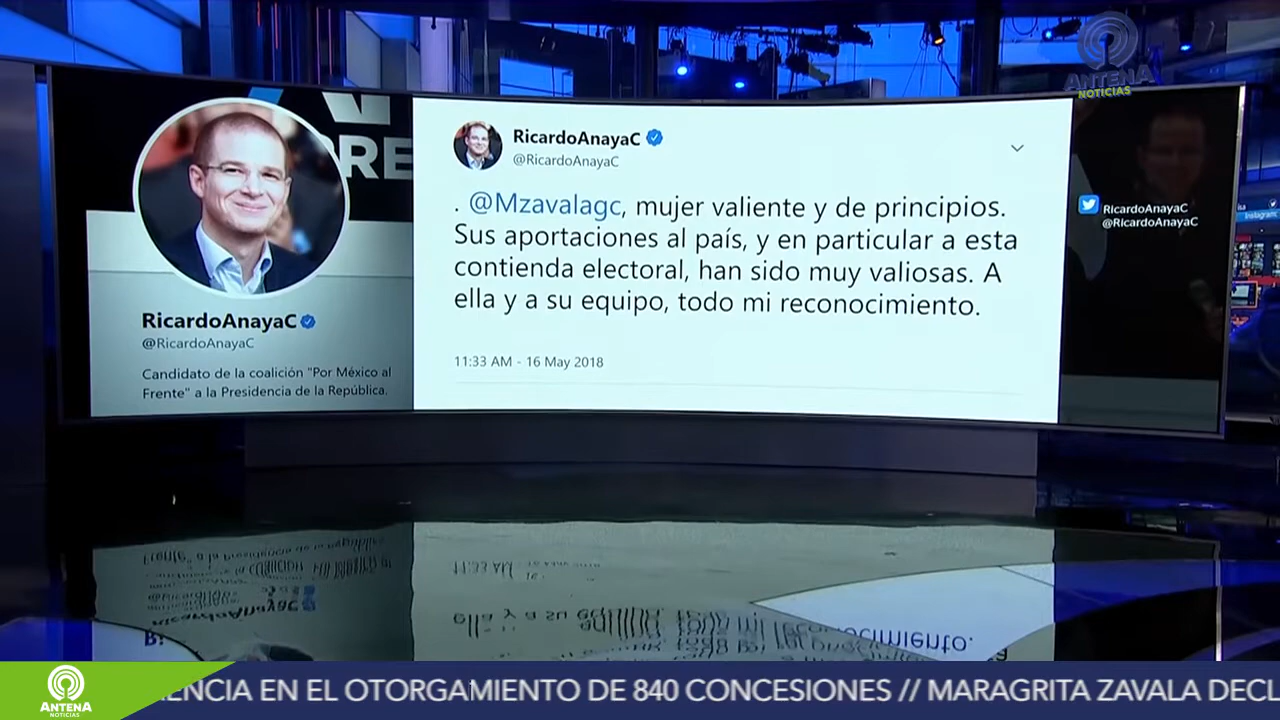 ANTENA
NOTICIAS
RE
RicardoAnayaC
@RicardoAnayaC
Candidato de la coalición "Por México al
Frente" a la Presidencia de la República.
RicardoAnayaC
@RicardoAnayaC
. @Mzavalagc, mujer valiente y de principios.
Sus aportaciones al país, y en particular a esta
contienda electoral, han sido muy valiosas. A
ella y a su equipo, todo mi reconocimiento.
11:33 AM - 16 May 2018
RicardoAnayaC
@RicardoAnayaC
Instagram
ANTENA
NOTICIAS
ENCIA EN EL OTORGAMIENTO DE 840 CONCESIONES // MARAGRITA ZAVALA DECL